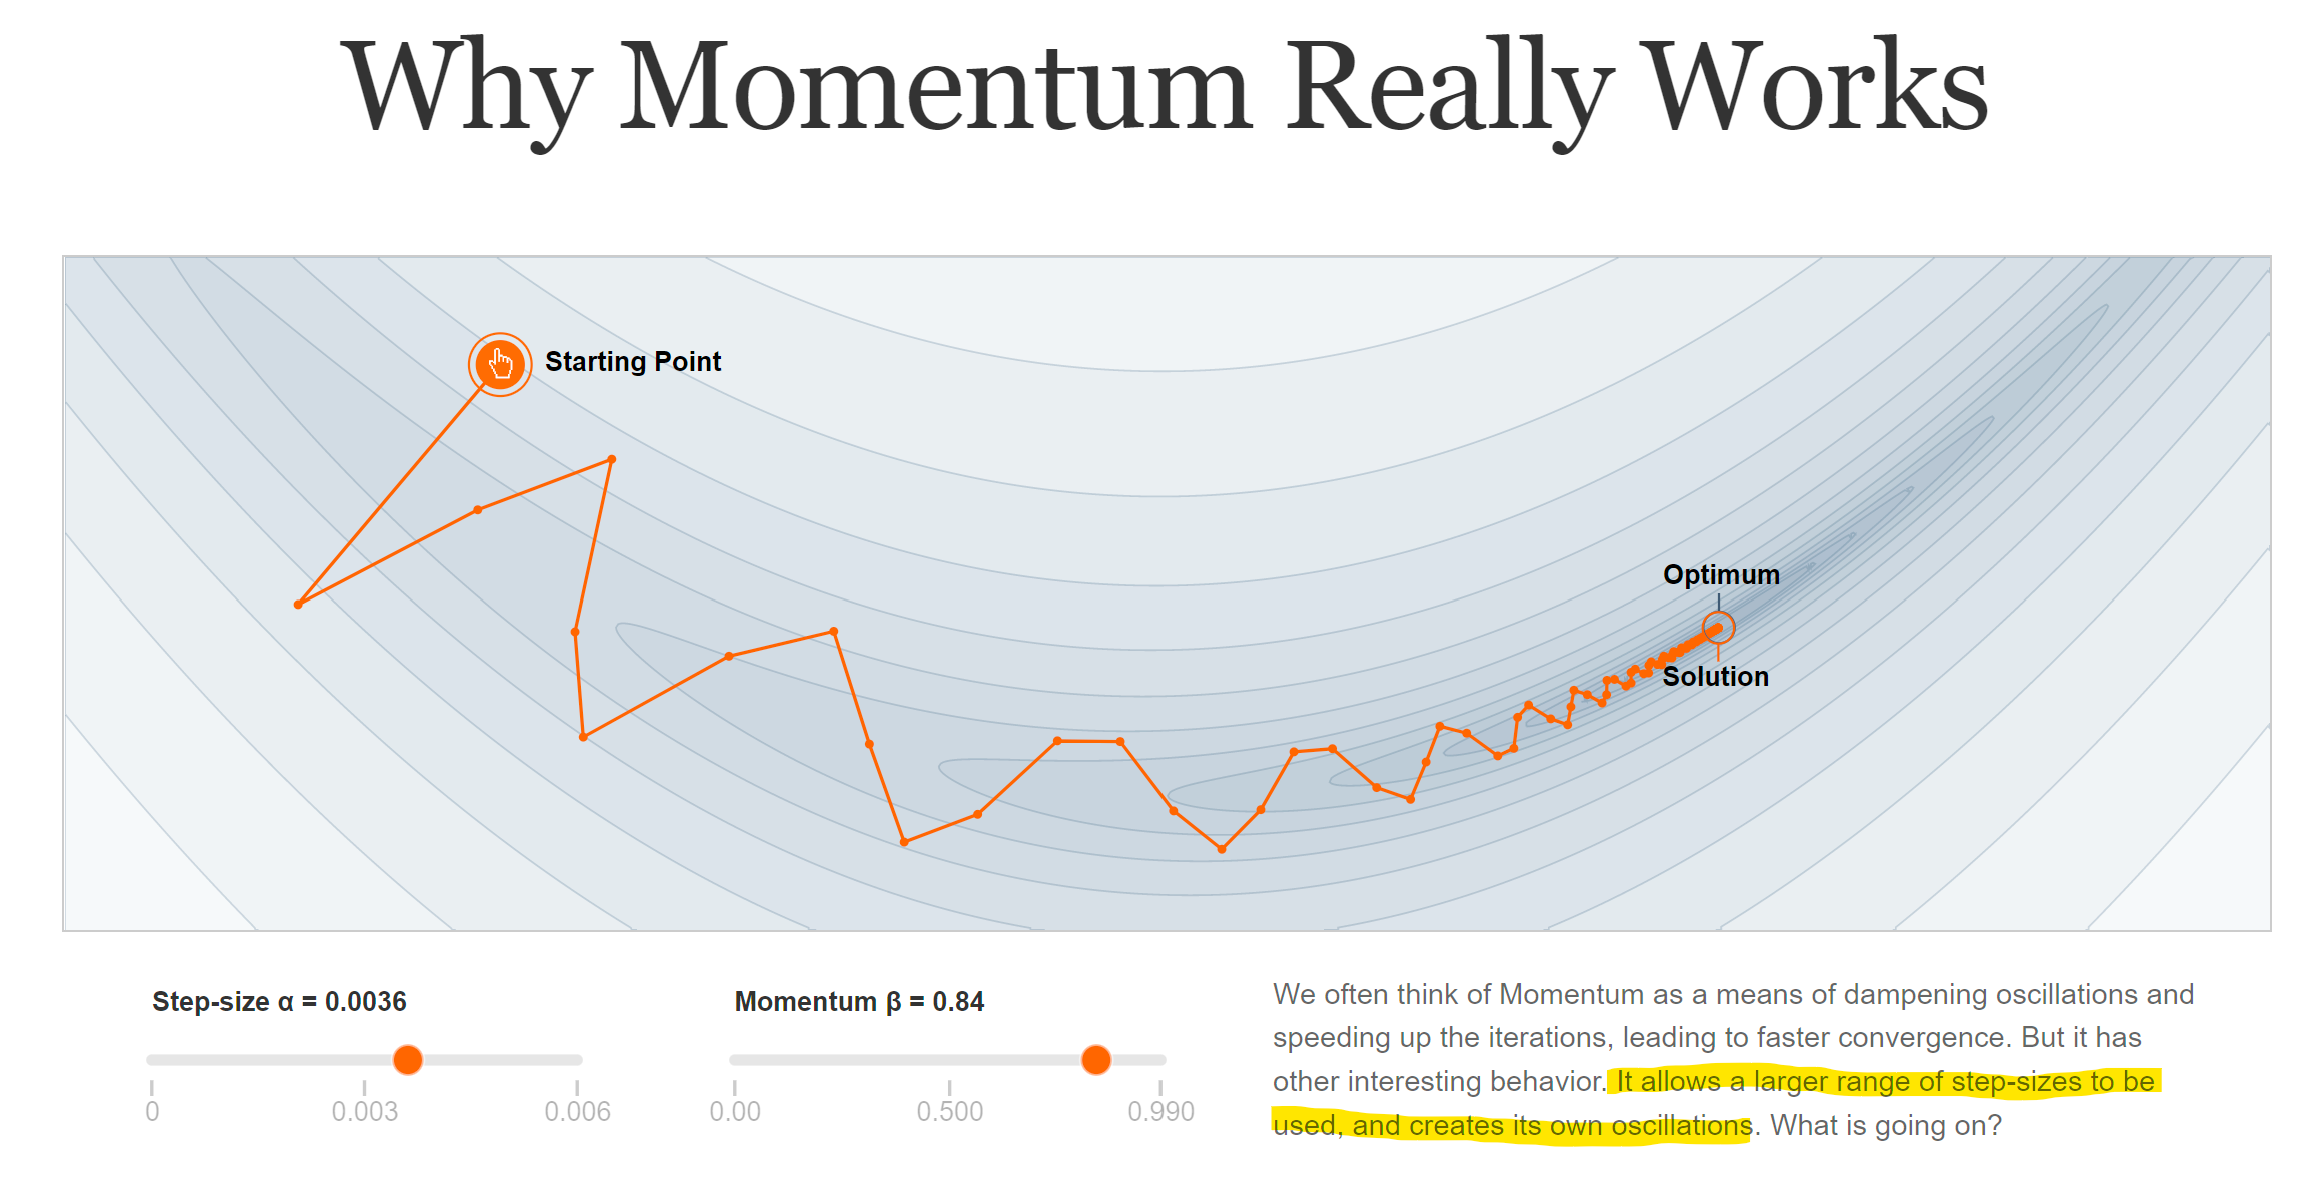 Why Momentum Really Works
Starting Point
Optimum
Solution
Step-size α = 0.0036
0 0.003 0.006
Momentum β = 0.84
0.00 0.500 0.990
We often think of Momentum as a means of dampening oscillations and
speeding up the iterations, leading to faster convergence. But it has
other interesting behavior. It allows a larger range of step-sizes to be
used, and creates its own oscillations. What is going on?